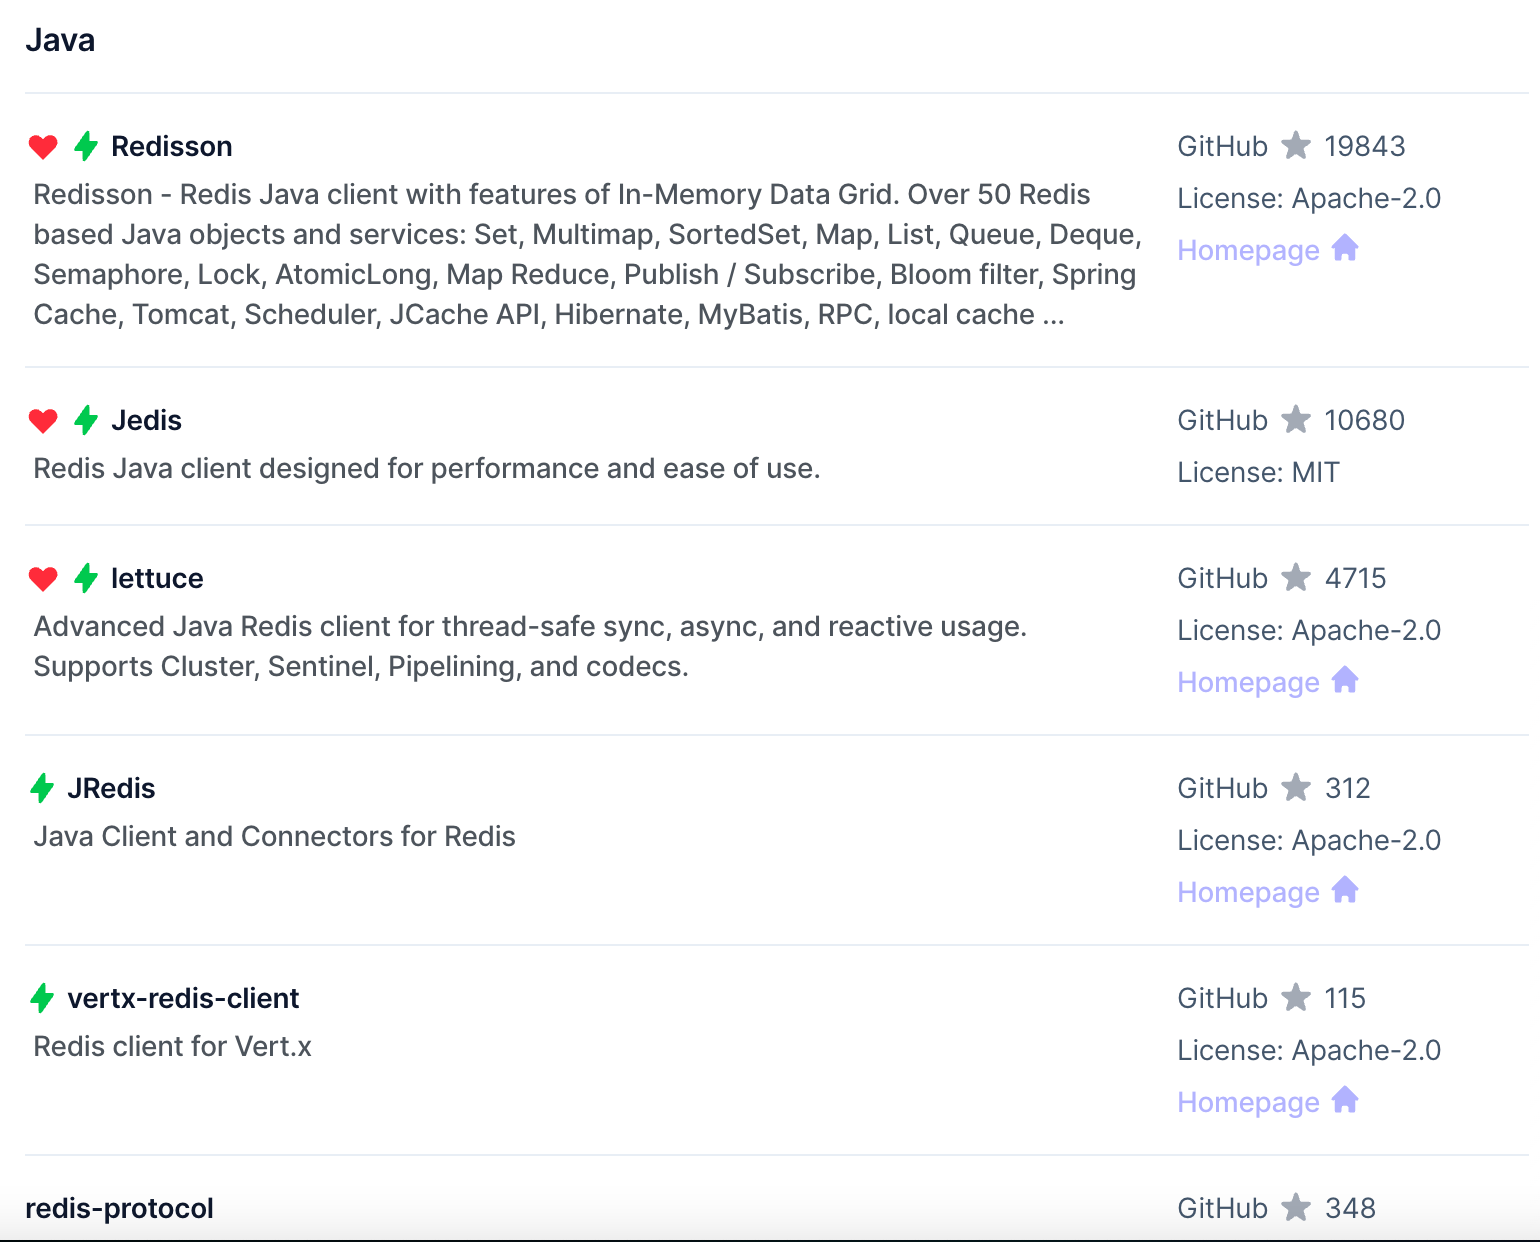 Java
Redisson
Redisson - Redis Java client with features of In-Memory Data Grid. Over 50 Redis
based Java objects and services: Set, Multimap, SortedSet, Map, List, Queue, Deque,
Semaphore, Lock, AtomicLong, Map Reduce, Publish / Subscribe, Bloom filter, Spring
Cache, Tomcat, Scheduler, JCache API, Hibernate, MyBatis, RPC, local cache ...
GitHub 19843
License: Apache-2.0
Homepage
Jedis
Redis Java client designed for performance and ease of use.
GitHub 10680
License: MIT
lettuce
Advanced Java Redis client for thread-safe sync, async, and reactive usage.
Supports Cluster, Sentinel, Pipelining, and codecs.
GitHub 4715
License: Apache-2.0
Homepage
JRedis
Java Client and Connectors for Redis
GitHub 312
License: Apache-2.0
Homepage
vertx-redis-client
Redis client for Vert.x
GitHub 115
License: Apache-2.0
Homepage
redis-protocol
GitHub 348